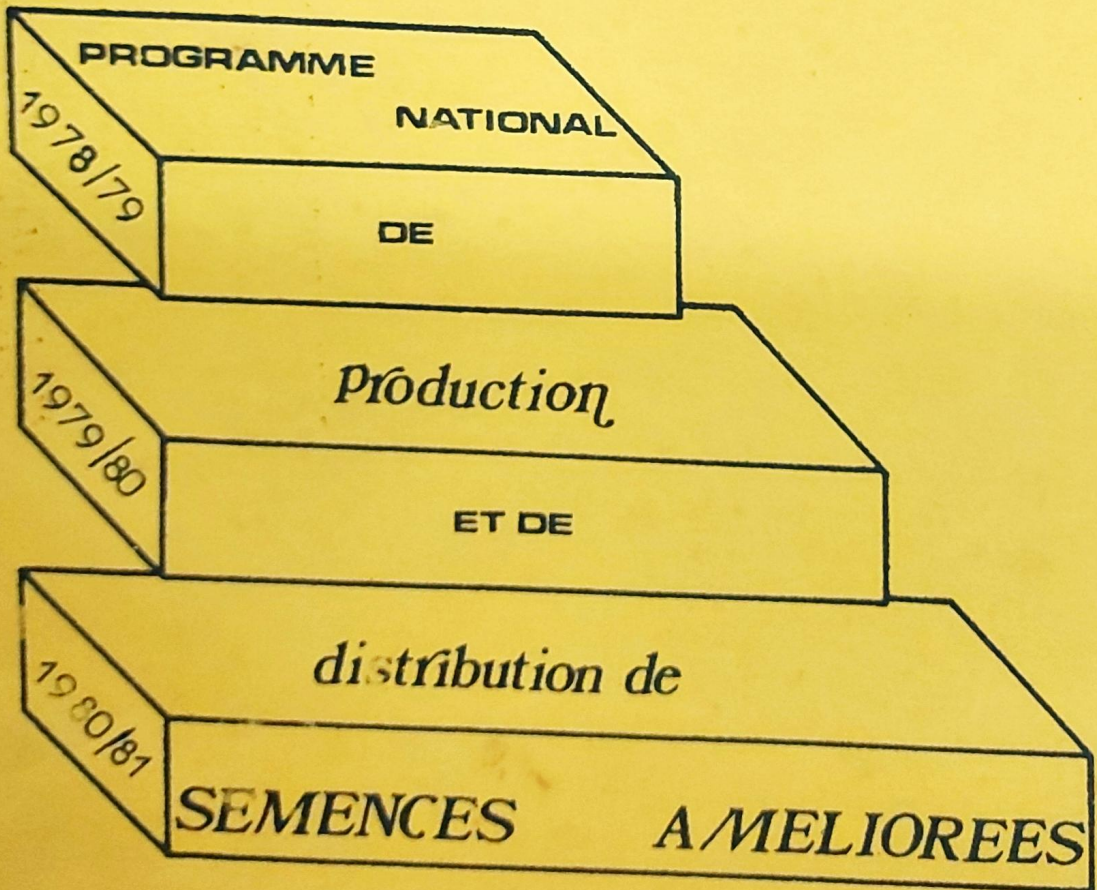 PROGRAMME
NATIONAL
1978/79
DE
Production
1979/80
ET DE
distribution de
1980/81
SEMENCES AMELIOREES